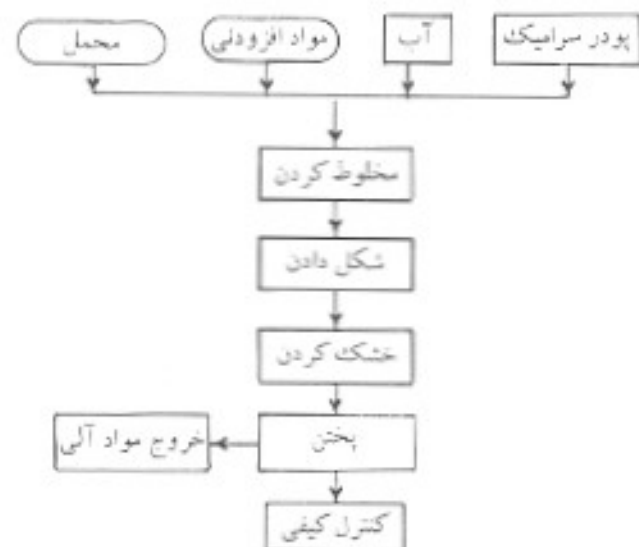 پودر سرامیک
آب
مواد افزودنی
محمل
مخلوط کردن
شکل دادن
خشک کردن
پختن
خروج مواد آلی
کنترل کیفی